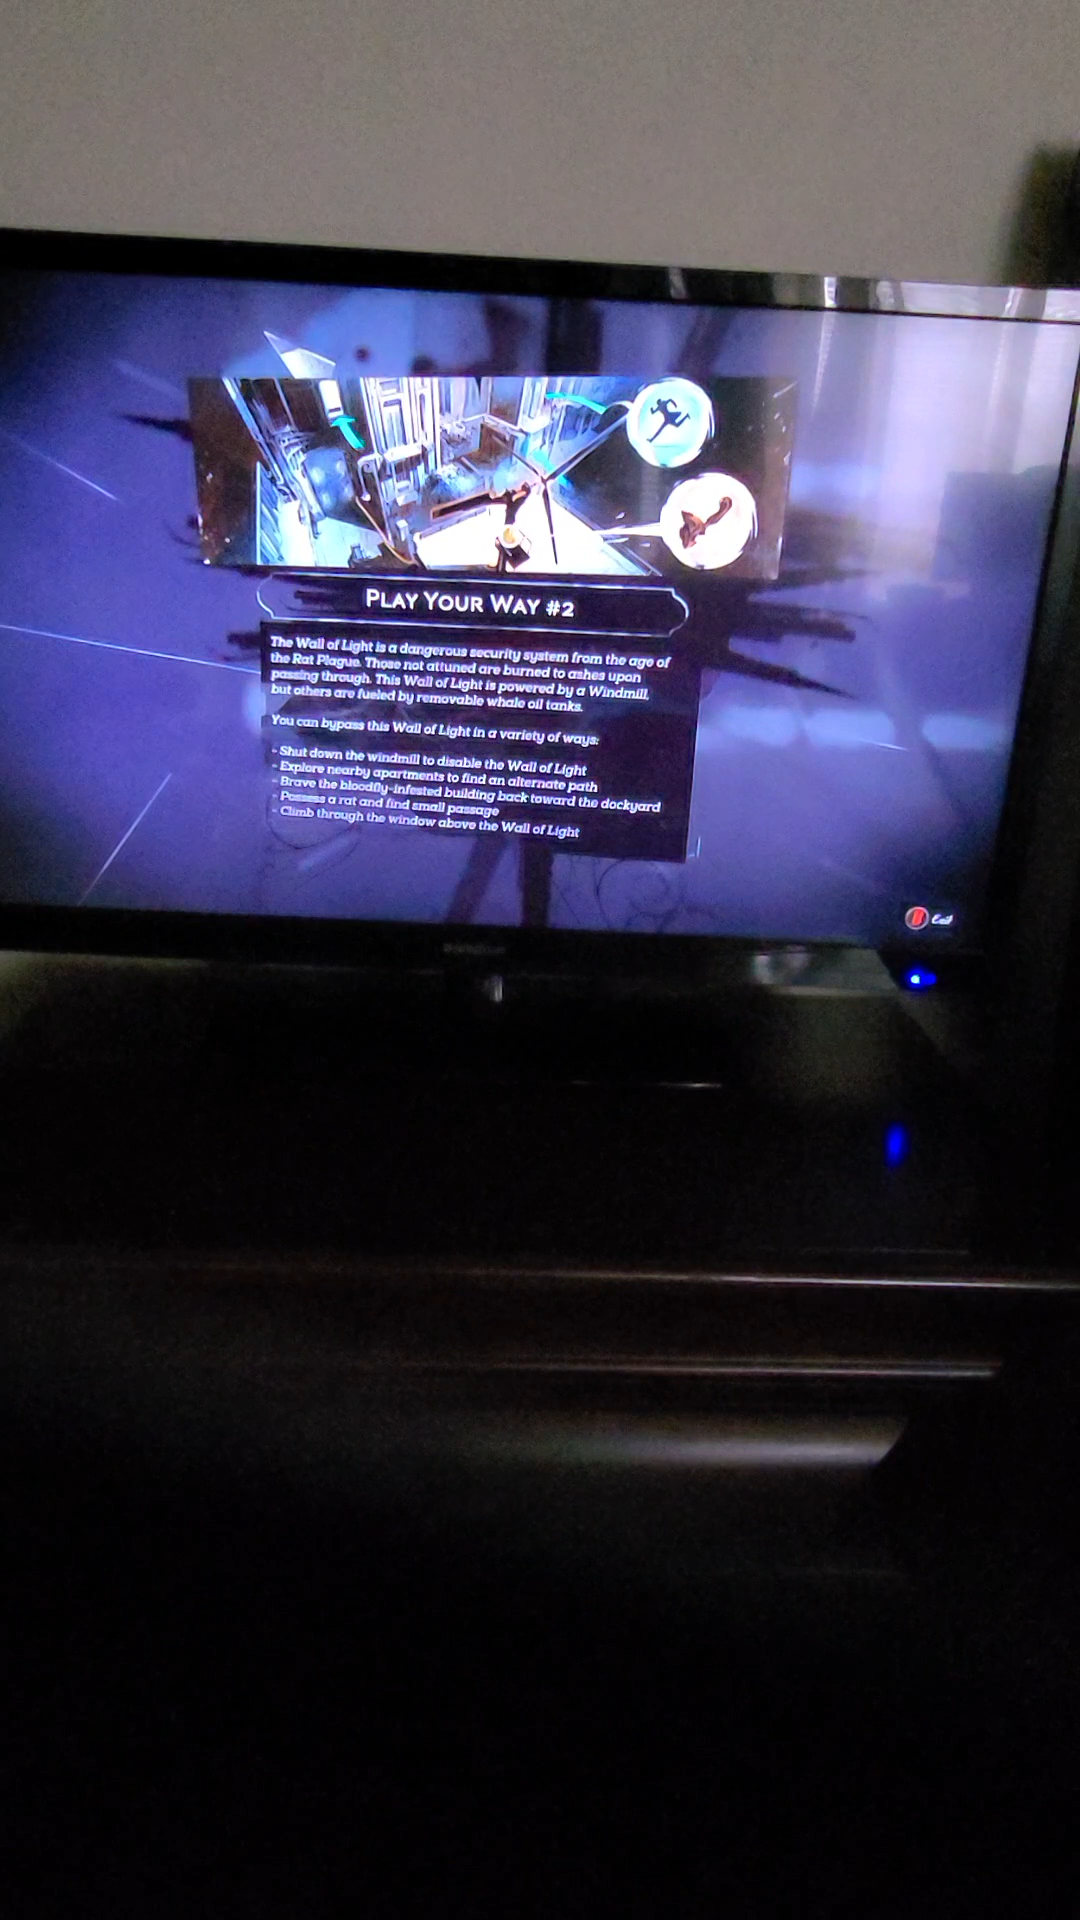 PLAY YOUR WAY #2
The Wall of Light is a dangerous security system from the age of
the Rat Plague. Those not attuned are burned to ashes upon
passing through. This Wall of Light is powered by a Windmill,
but others are fueled by removable whale oil tanks.
You can bypass this Wall of Light in a variety of ways:
- Shut down the windmill to disable the Wall of Light
- Explore nearby apartments to find an alternate path
- Brave the bloodfly-infested building back toward the dockyard
- Possess a rat and find small passage
- Climb through the window above the Wall of Light
Exit